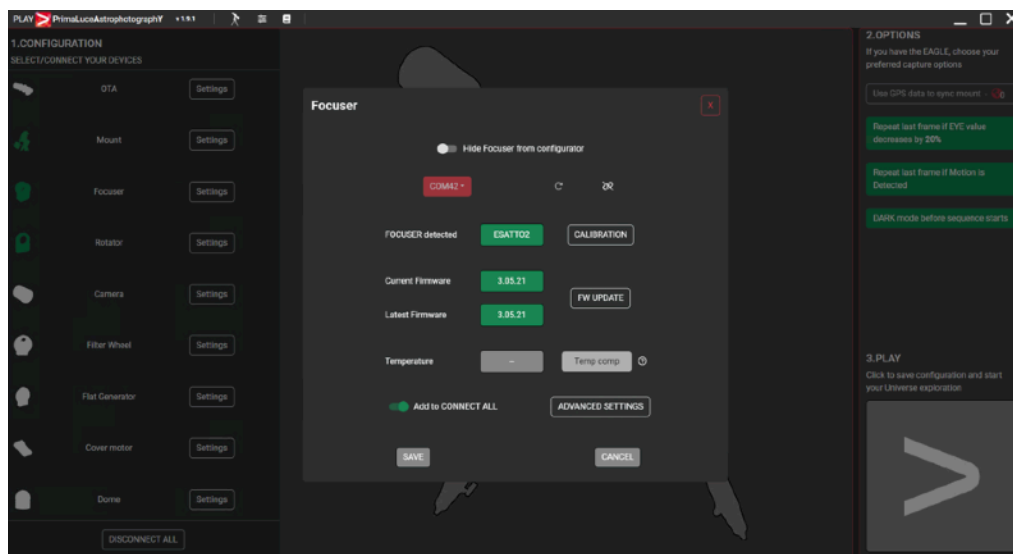 PLAY PrimaLuceAstrophotographY v 1.9.1
1.CONFIGURATION
SELECT/CONNECT YOUR DEVICES
OTA Settings
Mount Settings
Focuser Settings
Rotator Settings
Camera Settings
Filter Wheel Settings
Flat Generator Settings
Cover motor Settings
Dome Settings
DISCONNECT ALL
Focuser X
Hide Focuser from configurator
COM42
FOCUSER detected ESATTO2 CALIBRATION
Current Firmware 3.05.21
FW UPDATE
Latest Firmware 3.05.21
Temperature – Temp comp
Add to CONNECT ALL ADVANCED SETTINGS
SAVE CANCEL
2.OPTIONS
If you have the EAGLE, choose your
preferred capture options
Use GPS data to sync mount -
Repeat last frame if EYE value
decreases by 20%
Repeat last frame if Motion is
Detected
DARK mode before sequence starts
3.PLAY
Click to save configuration and start
your Universe exploration